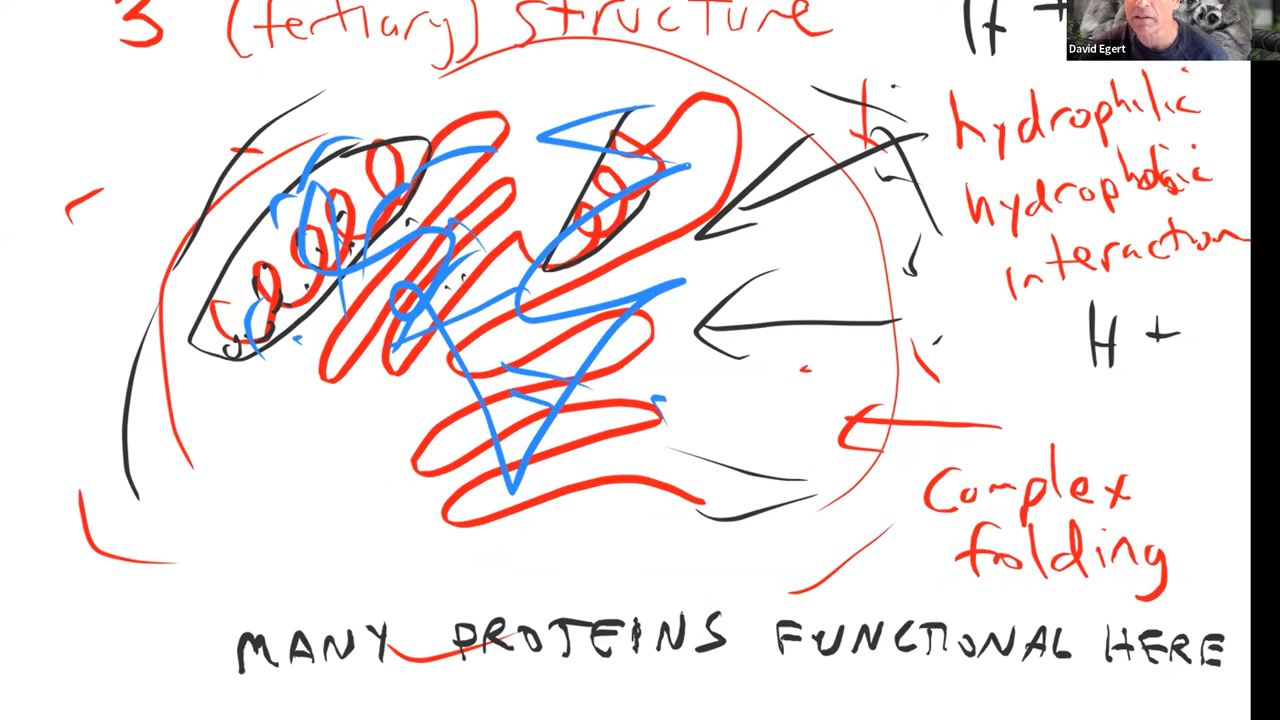 3 (tertiary) structure
H +
David Egert
hydrophilic
hydrophobic
interaction
H +
complex
folding
MANY PROTEINS FUNCTIONAL HERE